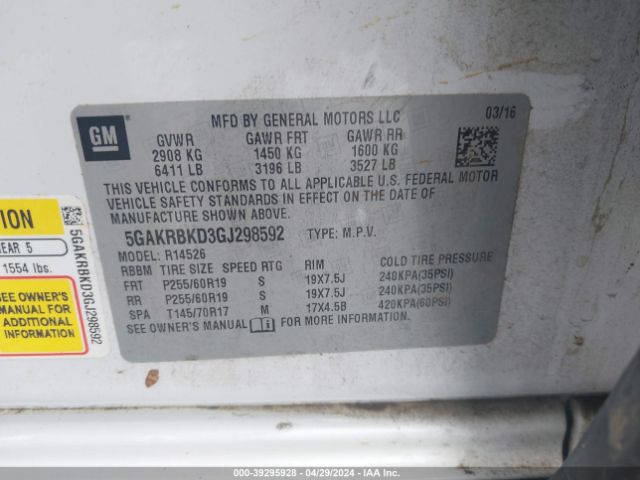 GM
MFD BY GENERAL MOTORS LLC
03/16
GVWR GAWR FRT GAWR RR
2908 KG 1450 KG 1600 KG
6411 LB 3196 LB 3527 LB
THIS VEHICLE CONFORMS TO ALL APPLICABLE U.S. FEDERAL MOTOR
VEHICLE SAFETY STANDARDS IN EFFECT ON THE DATE OF
MANUFACTURE SHOWN ABOVE.
5GAKRBKD3GJ298592 TYPE: M.P.V.
MODEL: R14526
RBBM TIRE SIZE SPEED RTG RIM COLD TIRE PRESSURE
FRT P255/60R19 S 19X7.5J 240KPA(35PSI)
RR P255/60R19 S 19X7.5J 240KPA(35PSI)
SPA T145/70R17 M 17X4.5B 420KPA(60PSI)
SEE OWNER'S MANUAL FOR MORE INFORMATION.
TION
REAR 5
1554 lbs.
SEE OWNER'S
MANUAL FOR
ADDITIONAL
INFORMATION
5GAKRBKD3GJ298592
000-39295928 - 04/29/2024 - IAA Inc.